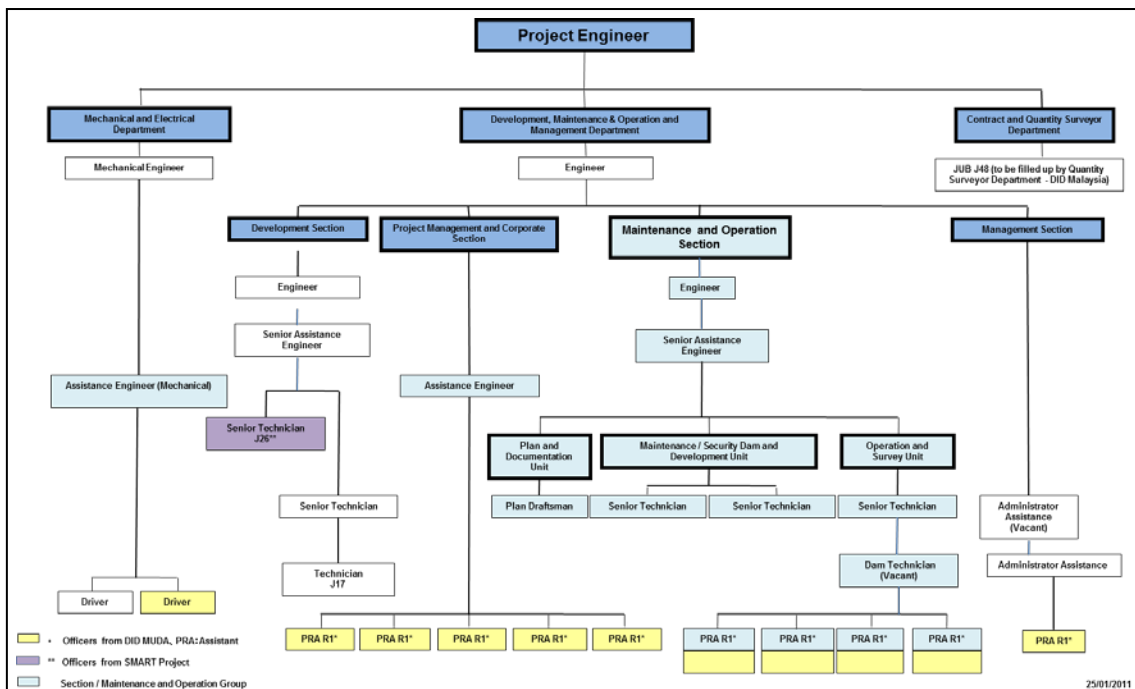 Project Engineer
Mechanical and Electrical
Department
Development, Maintenance & Operation and
Management Department
Contract and Quantity Surveyor
Department
Mechanical Engineer
Engineer
JUB J48 (to be filled up by Quantity
Surveyor Department - DID Malaysia)
Development Section
Project Management and Corporate
Section
Maintenance and Operation
Section
Management Section
Engineer
Engineer
Senior Assistance
Engineer
Senior Assistance
Engineer
Assistance Engineer (Mechanical)
Assistance Engineer
Senior Technician
J26**
Plan and
Documentation
Unit
Maintenance / Security Dam and
Development Unit
Operation and
Survey Unit
Senior Technician
Plan Draftsman
Senior Technician
Senior Technician
Senior Technician
Administrator
Assistance
(Vacant)
Technician
J17
Dam Technician
(Vacant)
Administrator Assistance
Driver
Driver
PRA R1*
PRA R1*
PRA R1*
PRA R1*
PRA R1*
PRA R1*
PRA R1*
PRA R1*
PRA R1*
PRA R1*
* Officers from DID MUDA, PRA:Assistant
** Officers from SMART Project
Section / Maintenance and Operation Group
25/01/2011